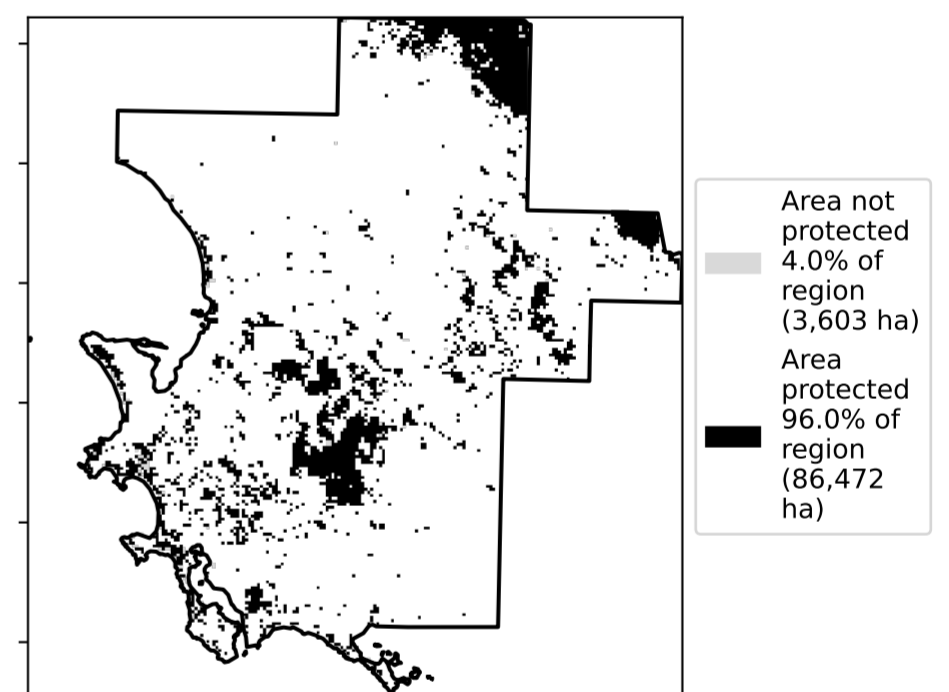 Area not
protected
4.0% of
region
(3,603 ha)
Area
protected
96.0% of
region
(86,472
ha)